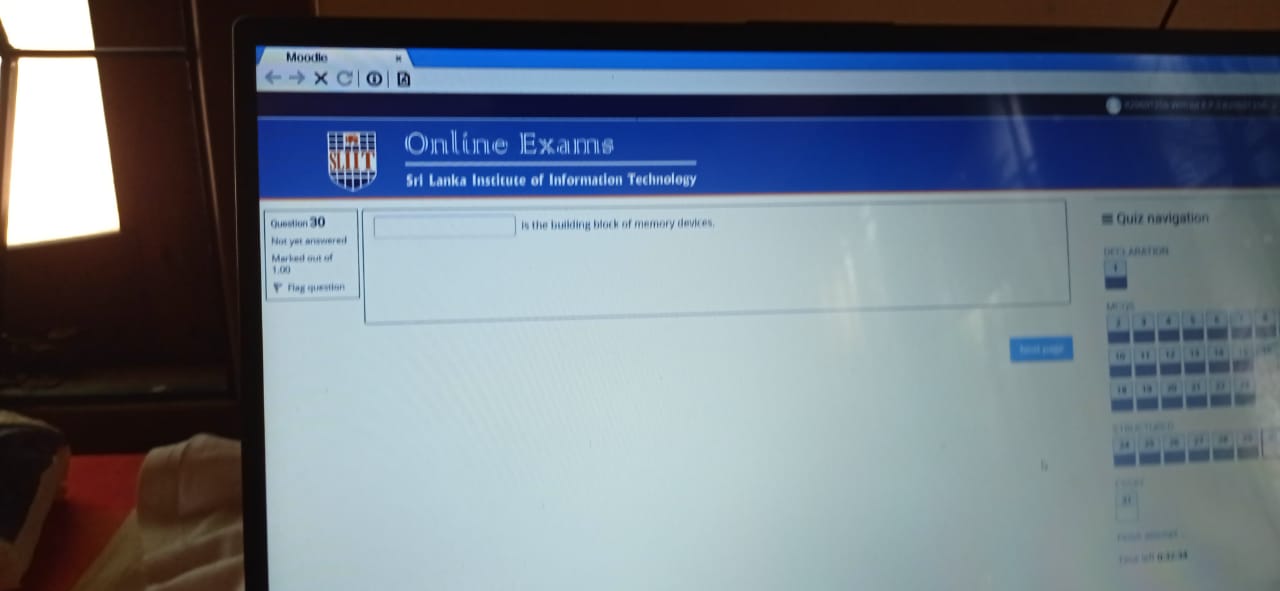 Moodle
Online Exams
SLIIT
Sri Lanka Institute of Information Technology
Question 30
Not yet answered
Marked out of
1.00
Flag question
is the building block of memory devices.
Next page
Quiz navigation
DECLARATION
1
MCQS
2 3 4 5 6 7 8
10 11 12 13 14 15 16
18 19 20 21 22 23
STRUCTURED
24 25 26 27 28 29
ESSAY
31
Finish attempt ...
Time left